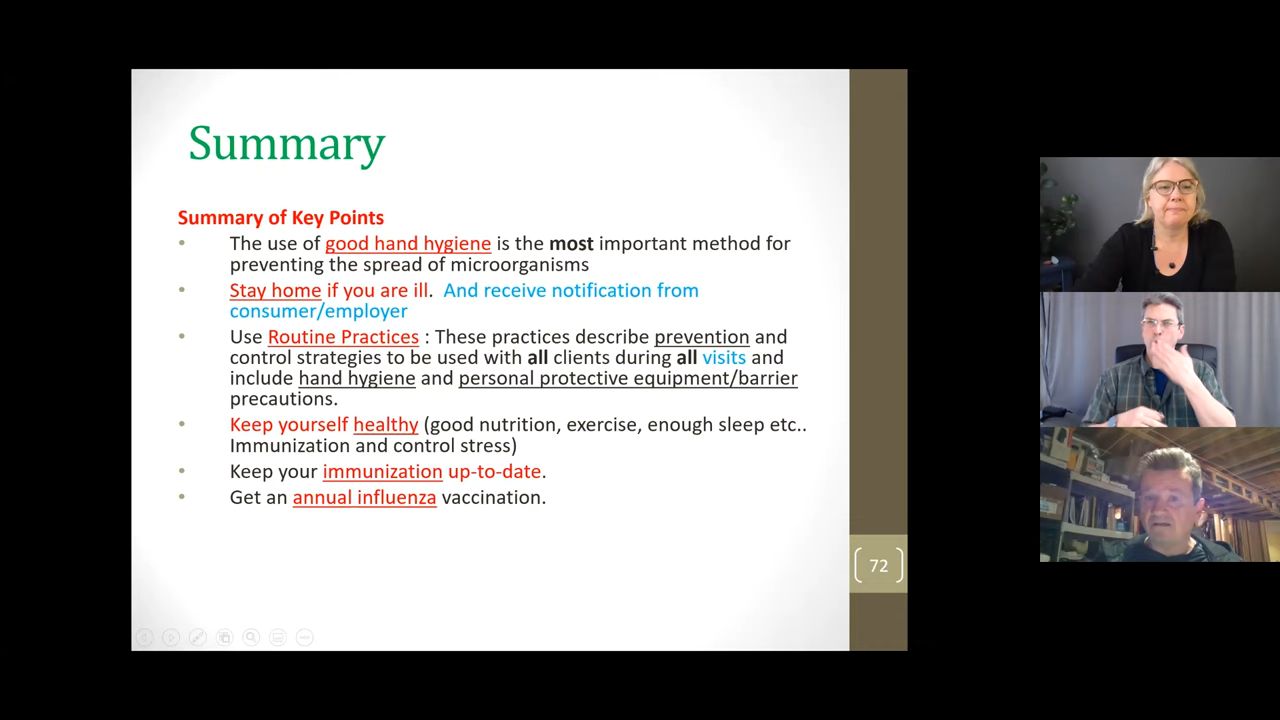 Summary
Summary of Key Points
• The use of good hand hygiene is the most important method for
preventing the spread of microorganisms
• Stay home if you are ill.  And receive notification from
consumer/employer
• Use Routine Practices : These practices describe prevention and
control strategies to be used with all clients during all visits and
include hand hygiene and personal protective equipment/barrier
precautions.
• Keep yourself healthy (good nutrition, exercise, enough sleep etc..
Immunization and control stress)
• Keep your immunization up-to-date.
• Get an annual influenza vaccination.
72